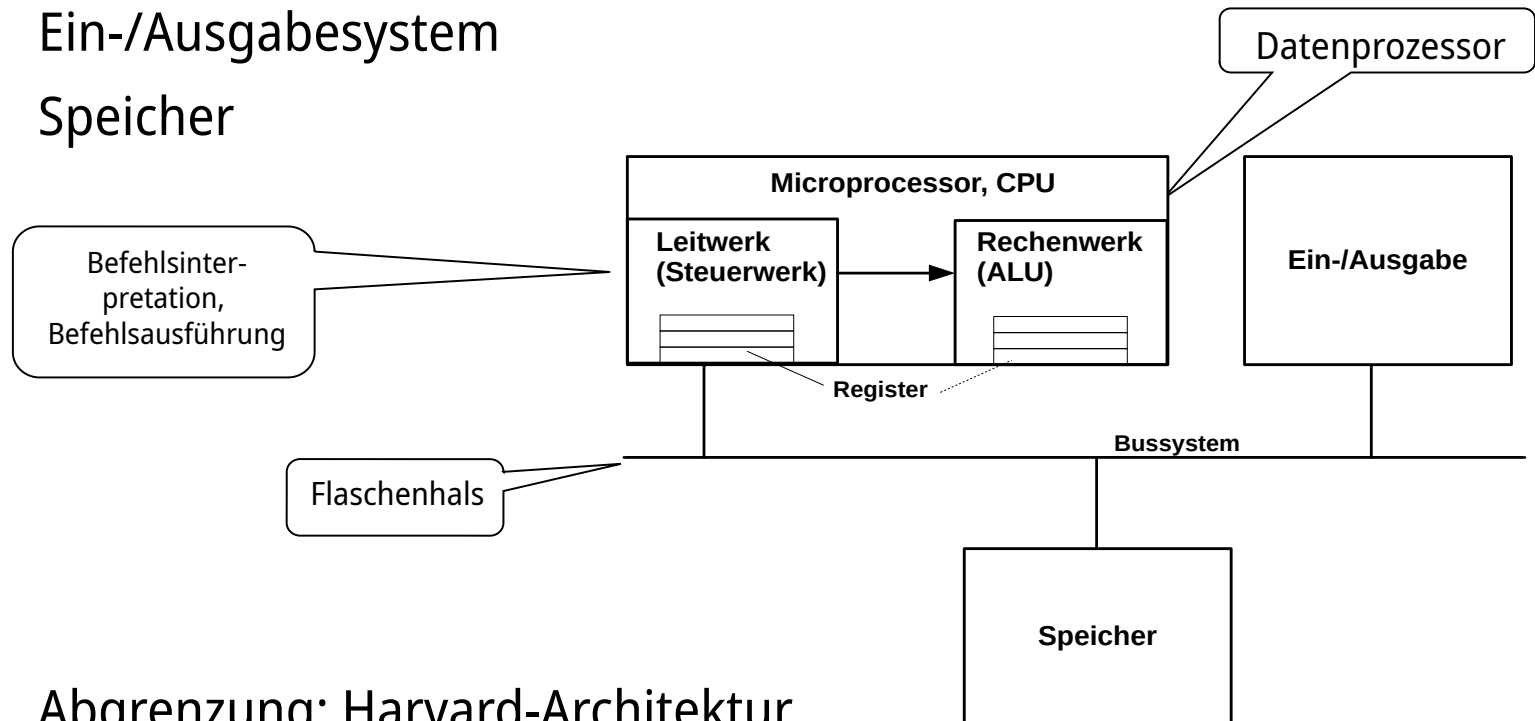 Ein-/Ausgabesystem
Speicher
Datenprozessor
Microprocessor, CPU
Leitwerk
(Steuerwerk)
Rechenwerk
(ALU)
Ein-/Ausgabe
Befehlsinter-
pretation,
Befehlsausführung
Register
Bussystem
Flaschenhals
Speicher
Abgrenzung: Harvard-Architektur